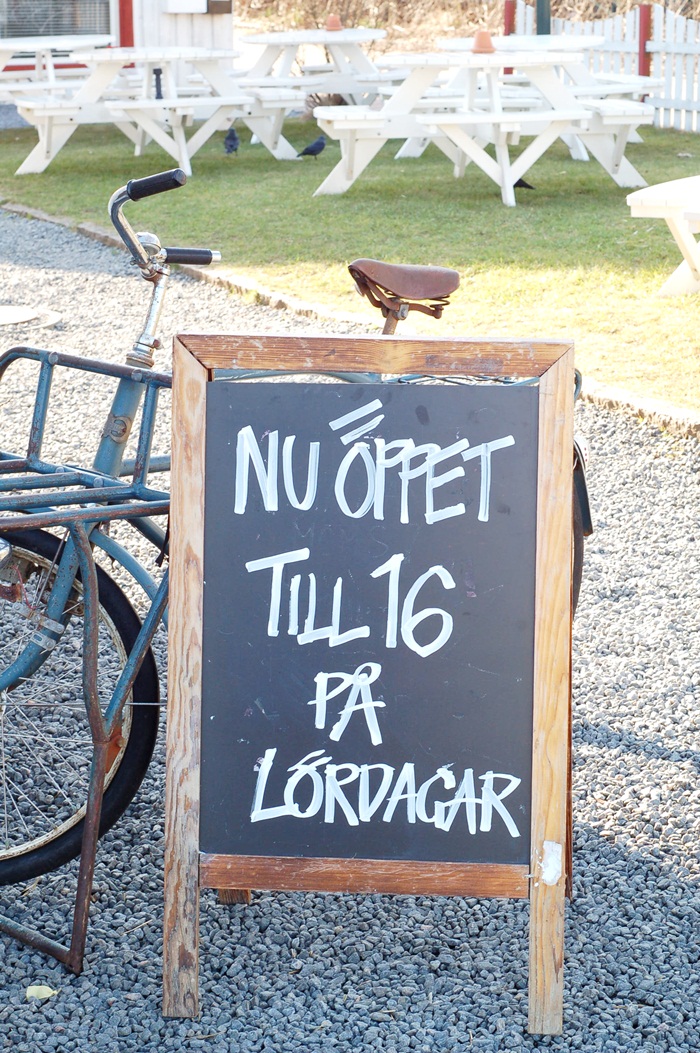 NU ÖPPET
TILL 16
PÅ
LÖRDAGAR